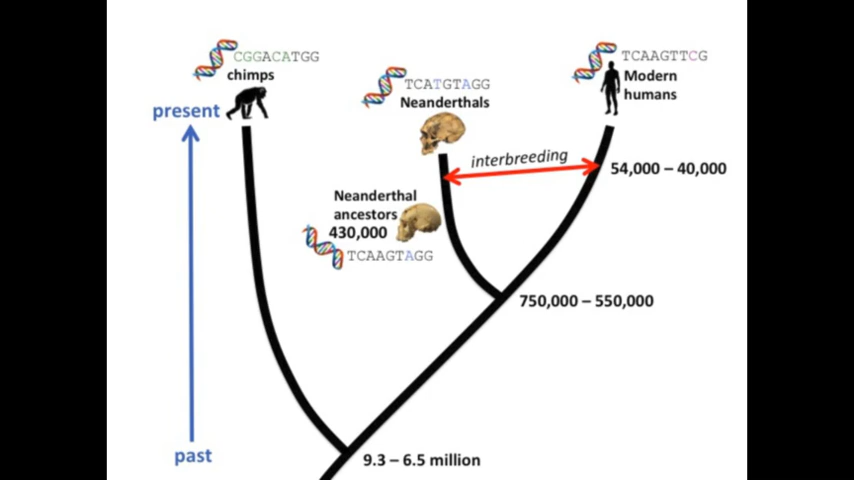 CGGACATGG
chimps
TCAAGTTCG
Modern
humans
TCATGTAGG
Neanderthals
present
interbreeding
54,000 – 40,000
Neanderthal
ancestors
430,000
TCAAGTAGG
750,000 – 550,000
past
9.3 – 6.5 million